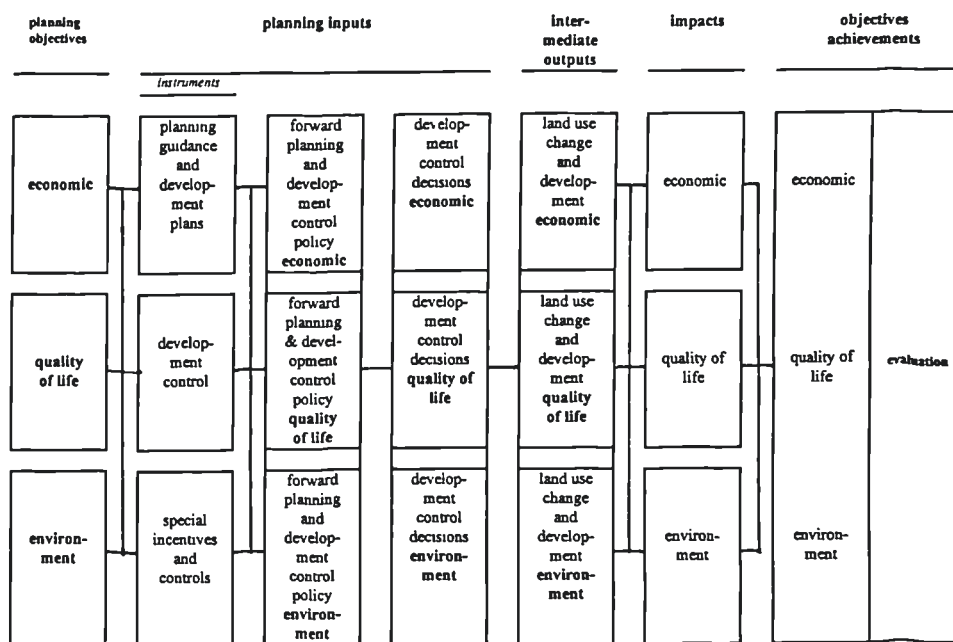 planning
objectives
planning inputs
inter-
mediate
outputs
impacts
objectives
achievements
instruments
economic
planning
guidance
and
develop-
ment
plans
forward
planning
and
develop-
ment
control
policy
economic
develop-
ment
control
decisions
economic
land use
change
and
develop-
ment
economic
economic
economic
quality
of life
develop-
ment
control
forward
planning
& devel-
opment
control
policy
quality
of life
develop-
ment
control
decisions
quality of
life
land use
change
and
develop-
ment
quality
of life
quality of
life
quality of
life
evaluation
environ-
ment
special
incentives
and
controls
forward
planning
and
develop-
ment
control
policy
environ-
ment
develop-
ment
control
decisions
environ-
ment
land use
change
and
develop-
ment
environ-
ment
environ-
ment
environ-
ment